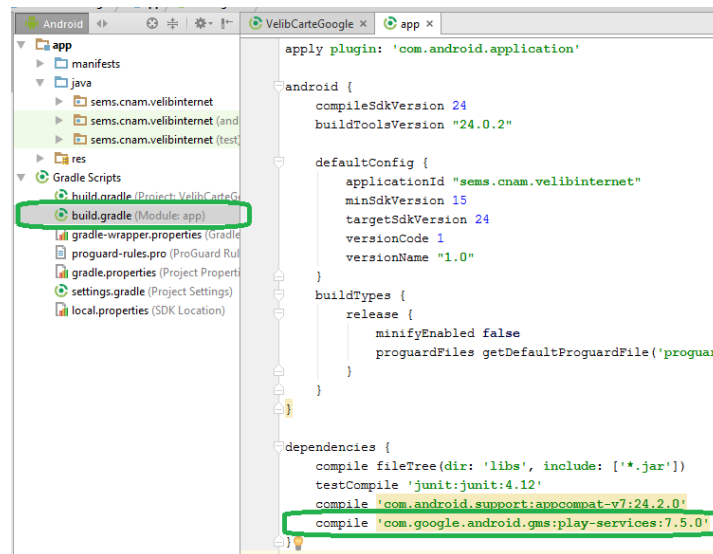 Android
VelibCarteGoogle ×
app ×
app
manifests
java
sems.cnam.velibinternet
sems.cnam.velibinternet (and
sems.cnam.velibinternet (test)
res
Gradle Scripts
build.gradle (Project: VelibCarteGo
build.gradle (Module: app)
gradle-wrapper.properties (Gradle
proguard-rules.pro (ProGuard Rul
gradle.properties (Project Properti
settings.gradle (Project Settings)
local.properties (SDK Location)
apply plugin: 'com.android.application'
android {
compileSdkVersion 24
buildToolsVersion "24.0.2"
defaultConfig {
applicationId "sems.cnam.velibinternet"
minSdkVersion 15
targetSdkVersion 24
versionCode 1
versionName "1.0"
}
buildTypes {
release {
minifyEnabled false
proguardFiles getDefaultProguardFile('proguar
}
}
}
dependencies {
compile fileTree(dir: 'libs', include: ['*.jar'])
testCompile 'junit:junit:4.12'
compile 'com.android.support:appcompat-v7:24.2.0'
compile 'com.google.android.gms:play-services:7.5.0'
}